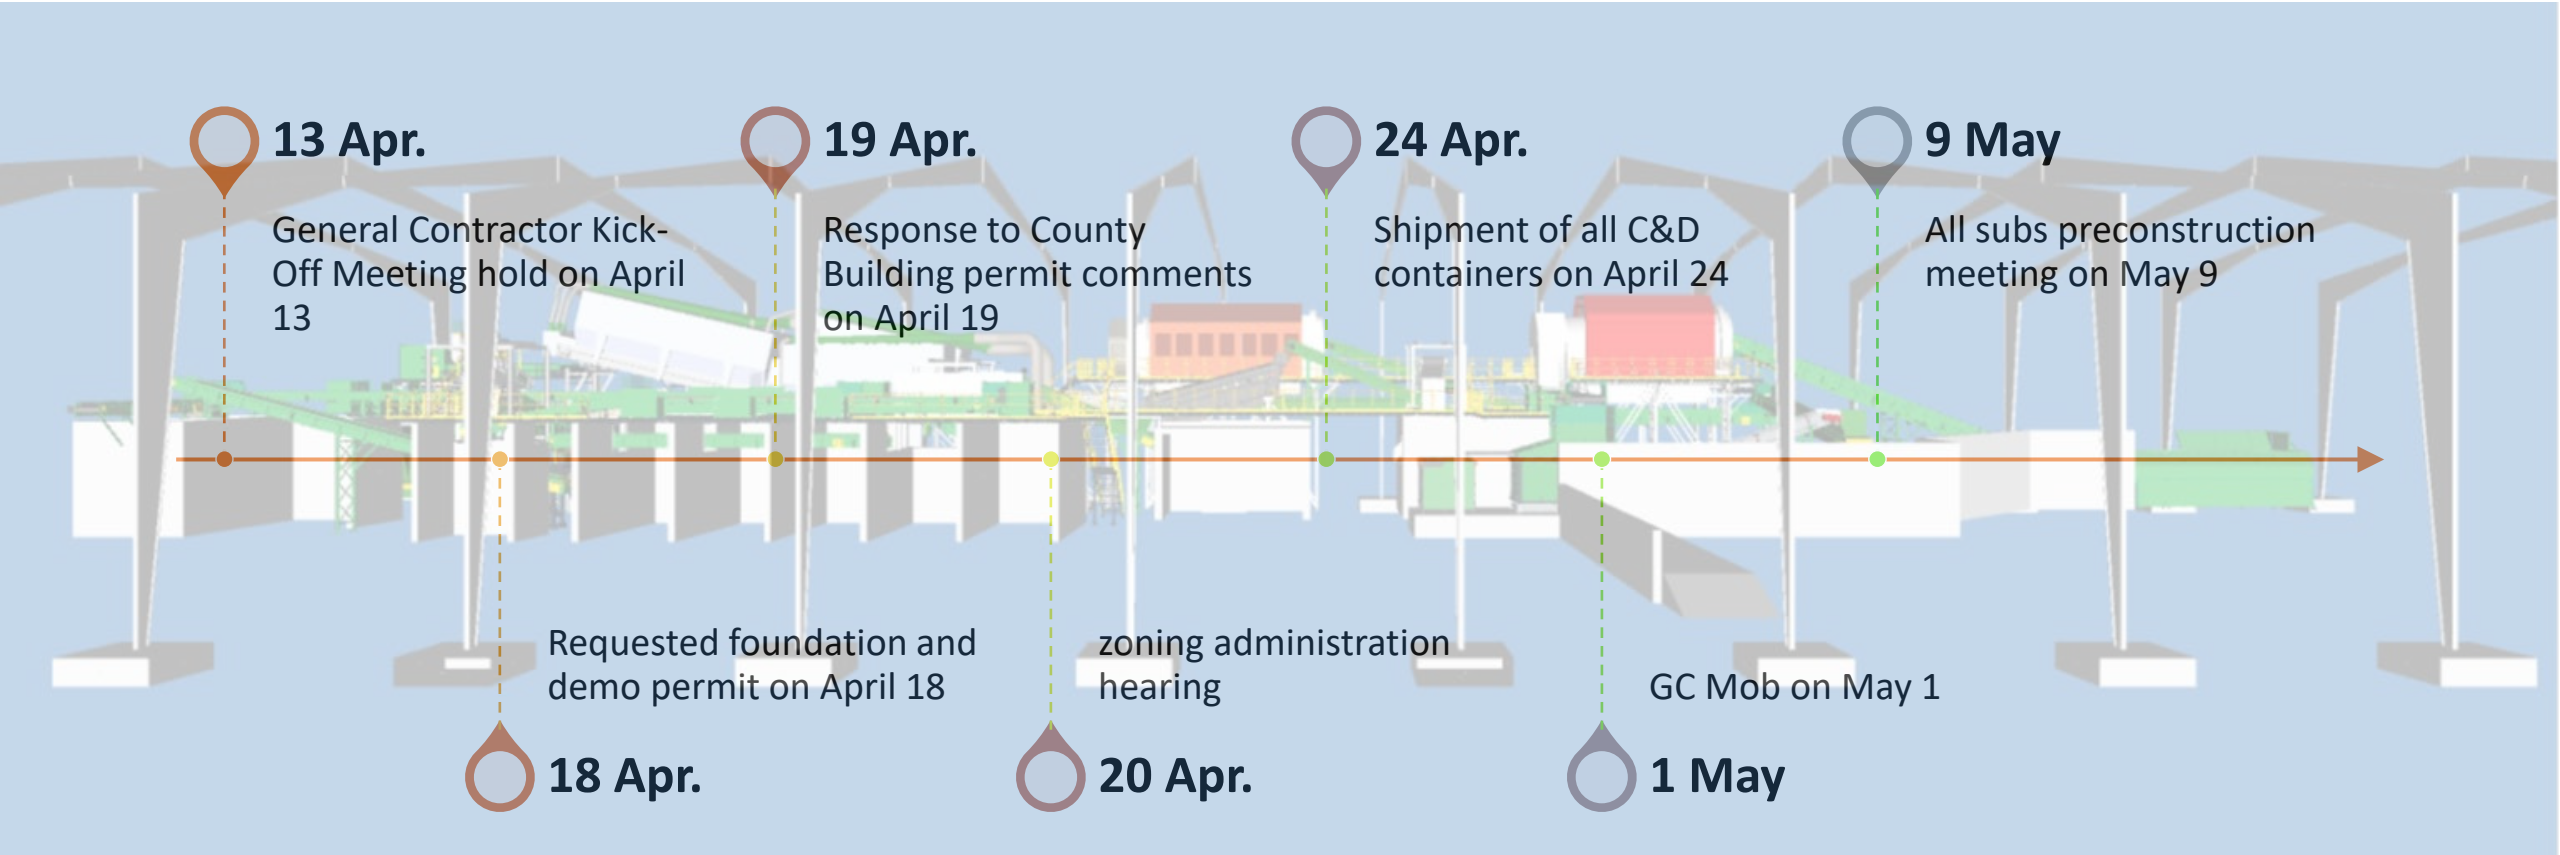 13 Apr.
General Contractor Kick-
Off Meeting hold on April
13
Requested foundation and
demo permit on April 18
18 Apr.
19 Apr.
Response to County
Building permit comments
on April 19
zoning administration
hearing
20 Apr.
24 Apr.
Shipment of all C&D
containers on April 24
GC Mob on May 1
1 May
9 May
All subs preconstruction
meeting on May 9